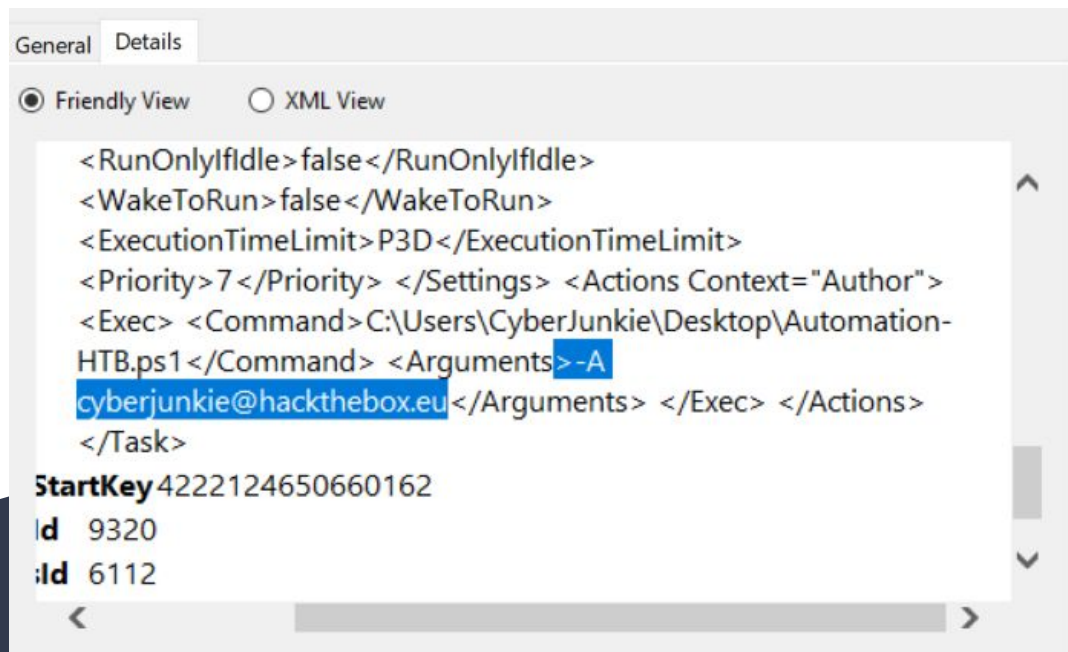 General Details
Friendly View XML View
<RunOnlyIfIdle>false</RunOnlyIfIdle>
<WakeToRun>false</WakeToRun>
<ExecutionTimeLimit>P3D</ExecutionTimeLimit>
<Priority>7</Priority> </Settings> <Actions Context="Author">
<Exec> <Command>C:\Users\CyberJunkie\Desktop\Automation-
HTB.ps1</Command> <Arguments>-A
cyberjunkie@hackthebox.eu</Arguments> </Exec> </Actions>
</Task>
StartKey 4222124650660162
Id 9320
sId 6112